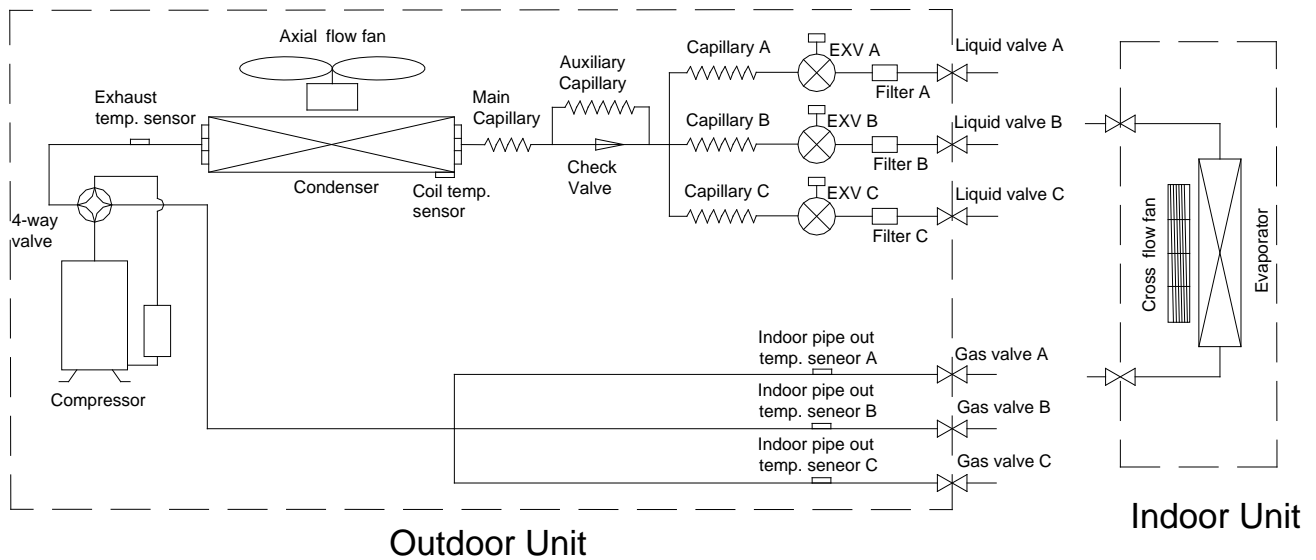 Axial flow fan
Exhaust
temp. sensor
Condenser
Coil temp.
sensor
Main
Capillary
Auxiliary
Capillary
Check
Valve
Capillary A
EXV A
Filter A
Liquid valve A
Capillary B
EXV B
Filter B
Liquid valve B
Capillary C
EXV C
Filter C
Liquid valve C
4-way
valve
Compressor
Indoor pipe out
temp. seneor A
Gas valve A
Indoor pipe out
temp. seneor B
Gas valve B
Indoor pipe out
temp. seneor C
Gas valve C
Outdoor Unit
Cross flow fan
Evaporator
Indoor Unit